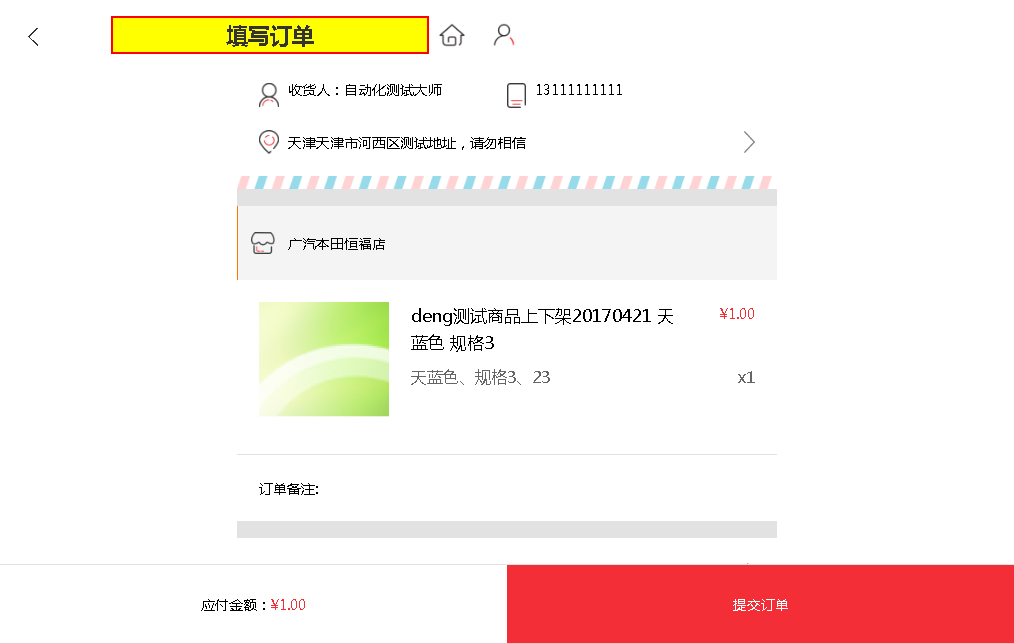 填写订单
收货人：自动化测试大师
13111111111
天津天津市河西区测试地址，请勿相信
广汽本田恒福店
deng测试商品上下架20170421 天
蓝色 规格3
¥1.00
天蓝色、规格3、23
x1
订单备注:
应付金额：¥1.00
提交订单